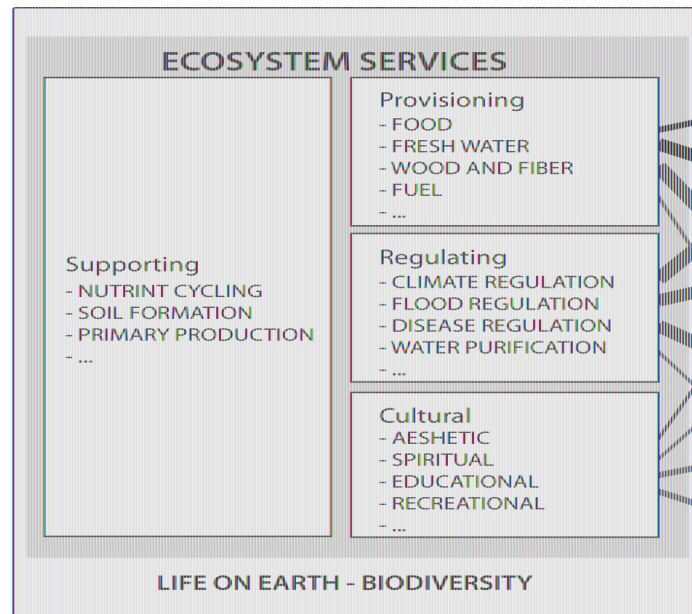 ECOSYSTEM SERVICES
Supporting
- NUTRINT CYCLING
- SOIL FORMATION
- PRIMARY PRODUCTION
- ...
Provisioning
- FOOD
- FRESH WATER
- WOOD AND FIBER
- FUEL
- ...
Regulating
- CLIMATE REGULATION
- FLOOD REGULATION
- DISEASE REGULATION
- WATER PURIFICATION
- ...
Cultural
- AESHETIC
- SPIRITUAL
- EDUCATIONAL
- RECREATIONAL
- ...
LIFE ON EARTH - BIODIVERSITY